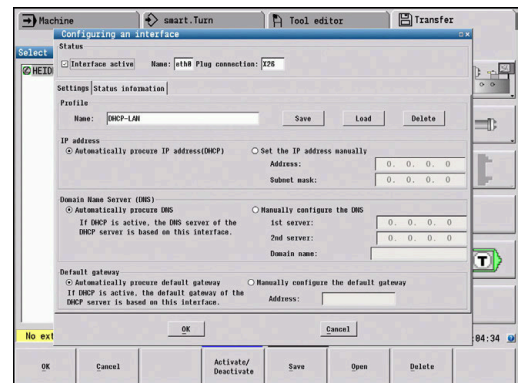 Machine
smart.Turn
Tool editor
Transfer
Configuring an interface
Select
HEID
Status
Interface active Name: eth0 Plug connection: X26
Settings Status information
Profile
Name: DHCP-LAN Save Load Delete
IP address
Automatically procure IP address(DHCP) Set the IP address manually
Address: 0. 0. 0. 0
Subnet mask: 0. 0. 0. 0
Domain Name Server (DNS)
Automatically procure DNS Manually configure the DNS
If DHCP is active, the DNS server of the 1st server: 0. 0. 0. 0
DHCP server is based on this interface. 2nd server: 0. 0. 0. 0
Domain name:
Default gateway
Automatically procure default gateway Manually configure the default gateway
If DHCP is active, the default gateway of the Address:
DHCP server is based on this interface.
OK Cancel
No ext
04:34
T
OK Cancel Activate/ Save Open Delete
Deactivate